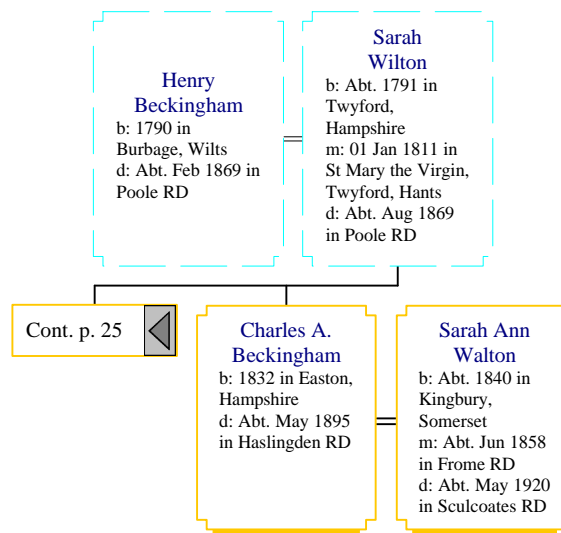 Henry
Beckingham
b: 1790 in
Burbage, Wilts
d: Abt. Feb 1869 in
Poole RD
Sarah
Wilton
b: Abt. 1791 in
Twyford,
Hampshire
m: 01 Jan 1811 in
St Mary the Virgin,
Twyford, Hants
d: Abt. Aug 1869
in Poole RD
Cont. p. 25
Charles A.
Beckingham
b: 1832 in Easton,
Hampshire
d: Abt. May 1895
in Haslingden RD
Sarah Ann
Walton
b: Abt. 1840 in
Kingbury,
Somerset
m: Abt. Jun 1858
in Frome RD
d: Abt. May 1920
in Sculcoates RD